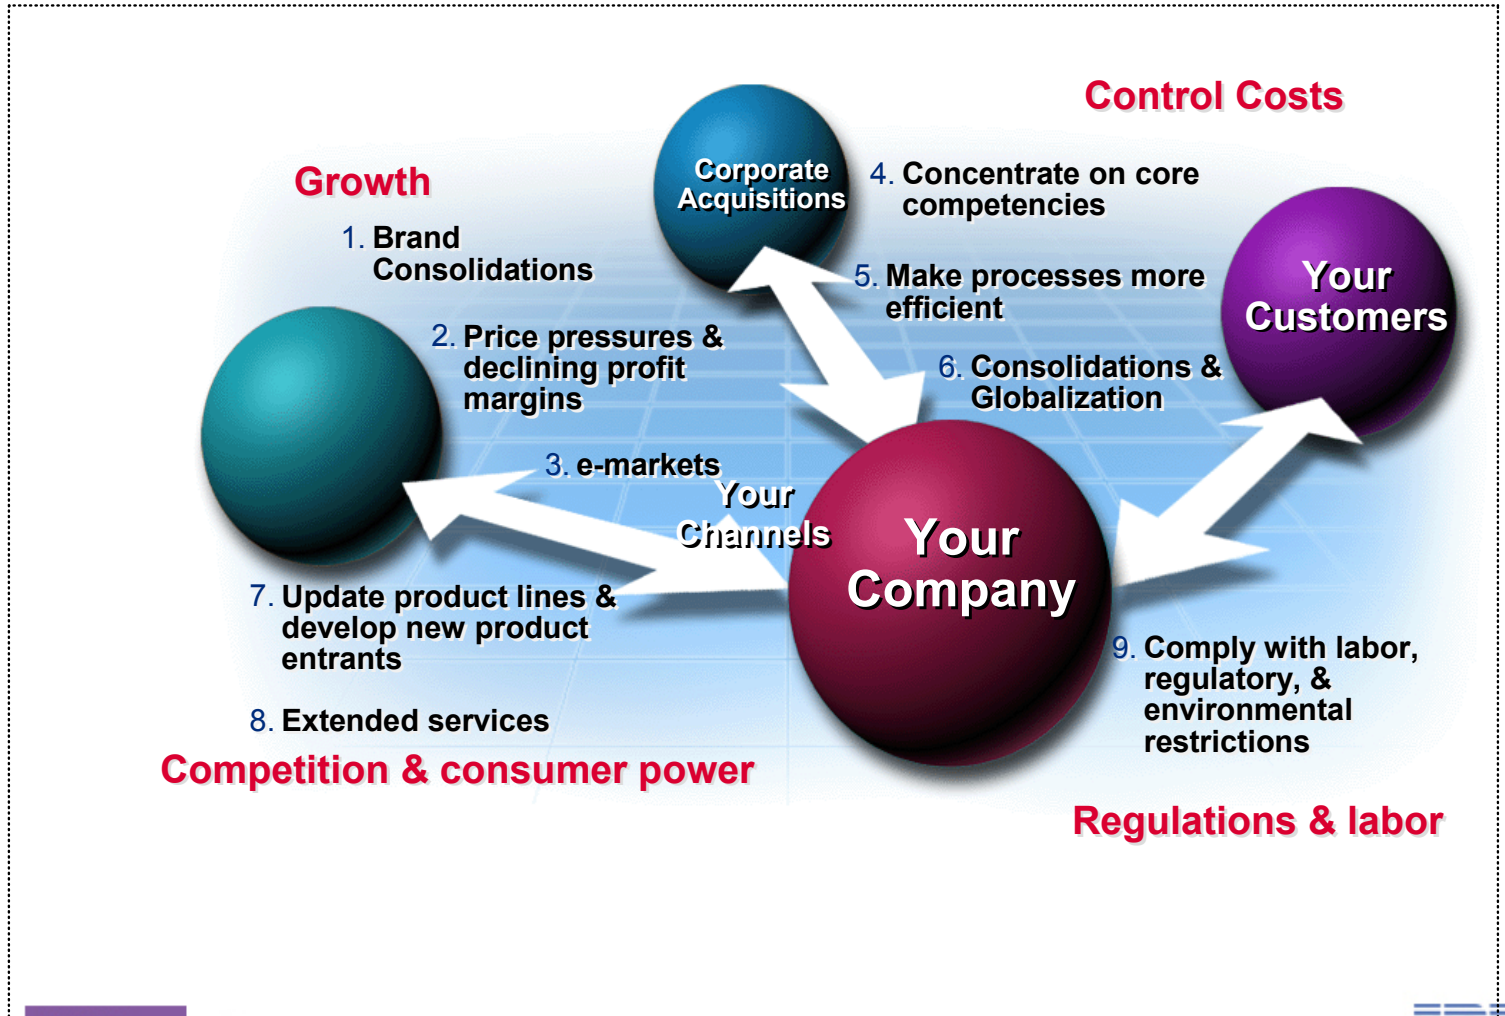 Control Costs
Growth
Corporate
Acquisitions
4. Concentrate on core
competencies
1. Brand
Consolidations
5. Make processes more
efficient
Your
Customers
2. Price pressures &
declining profit
margins
6. Consolidations &
Globalization
3. e-markets
Your
Channels
Your
Company
7. Update product lines &
develop new product
entrants
8. Extended services
Competition & consumer power
9. Comply with labor,
regulatory, &
environmental
restrictions
Regulations & labor